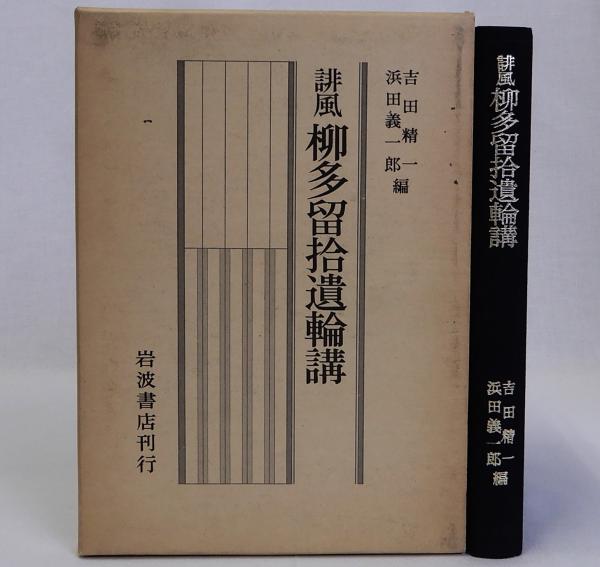 吉田精一
浜田義一郎編
誹風柳多留拾遺輪講
岩波書店刊行
誹風柳多留拾遺輪講
吉田精一
浜田義一郎編